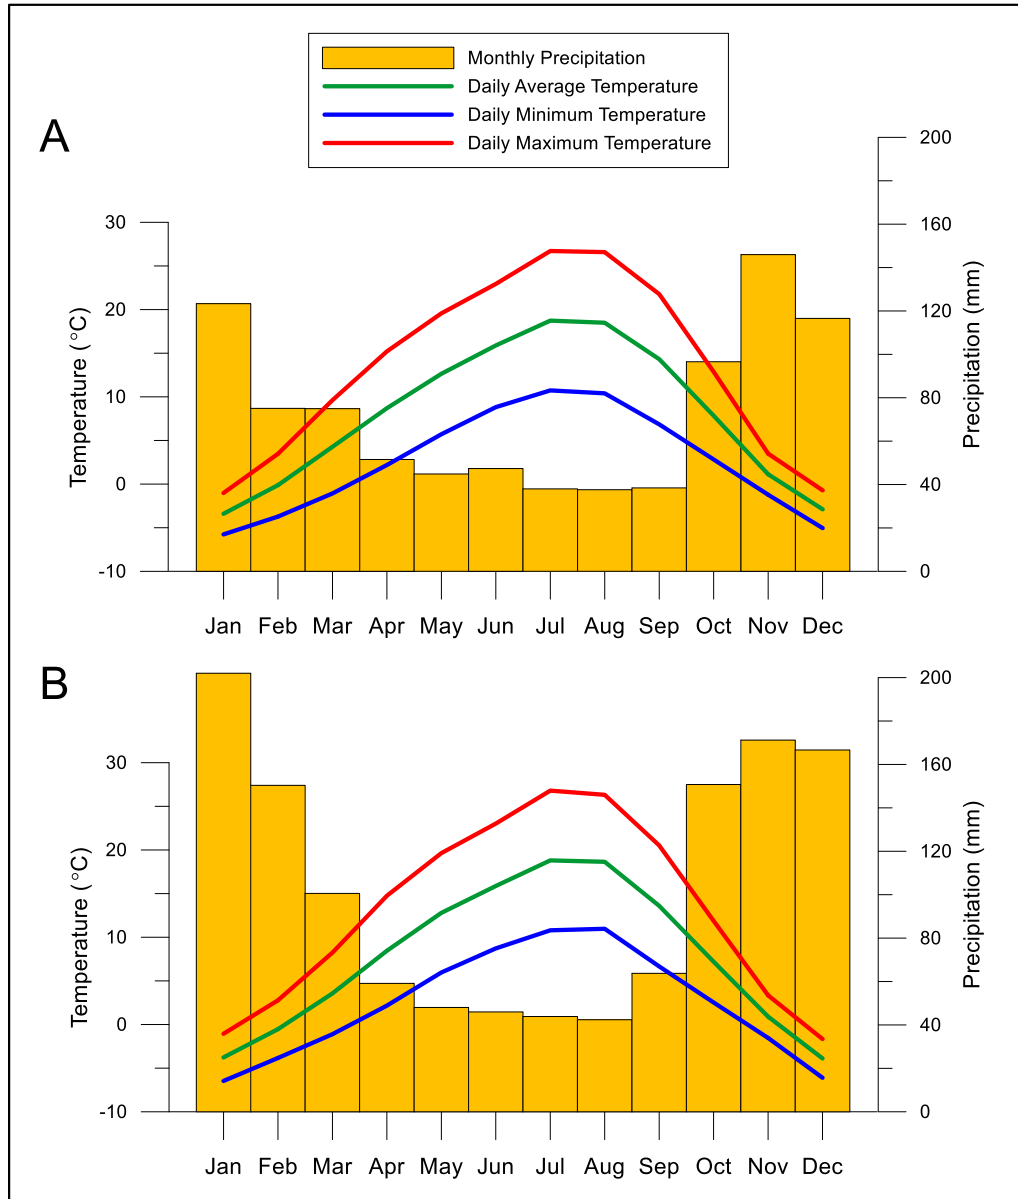 Monthly Precipitation
Daily Average Temperature
Daily Minimum Temperature
Daily Maximum Temperature
A
200
160
120
80
40
0
Precipitation (mm)
30
20
10
0
-10
Temperature (°C)
Jan Feb Mar Apr May Jun Jul Aug Sep Oct Nov Dec
B
200
160
120
80
40
0
Precipitation (mm)
30
20
10
0
-10
Temperature (°C)
Jan Feb Mar Apr May Jun Jul Aug Sep Oct Nov Dec